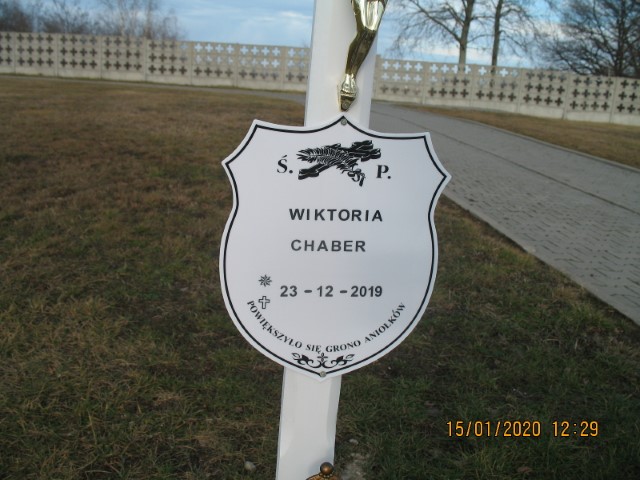 Ś. P.
WIKTORIA
CHABER
23 - 12 - 2019
POWIĘKSZYŁO SIĘ GRONO ANIOŁKÓW
15/01/2020 12:29